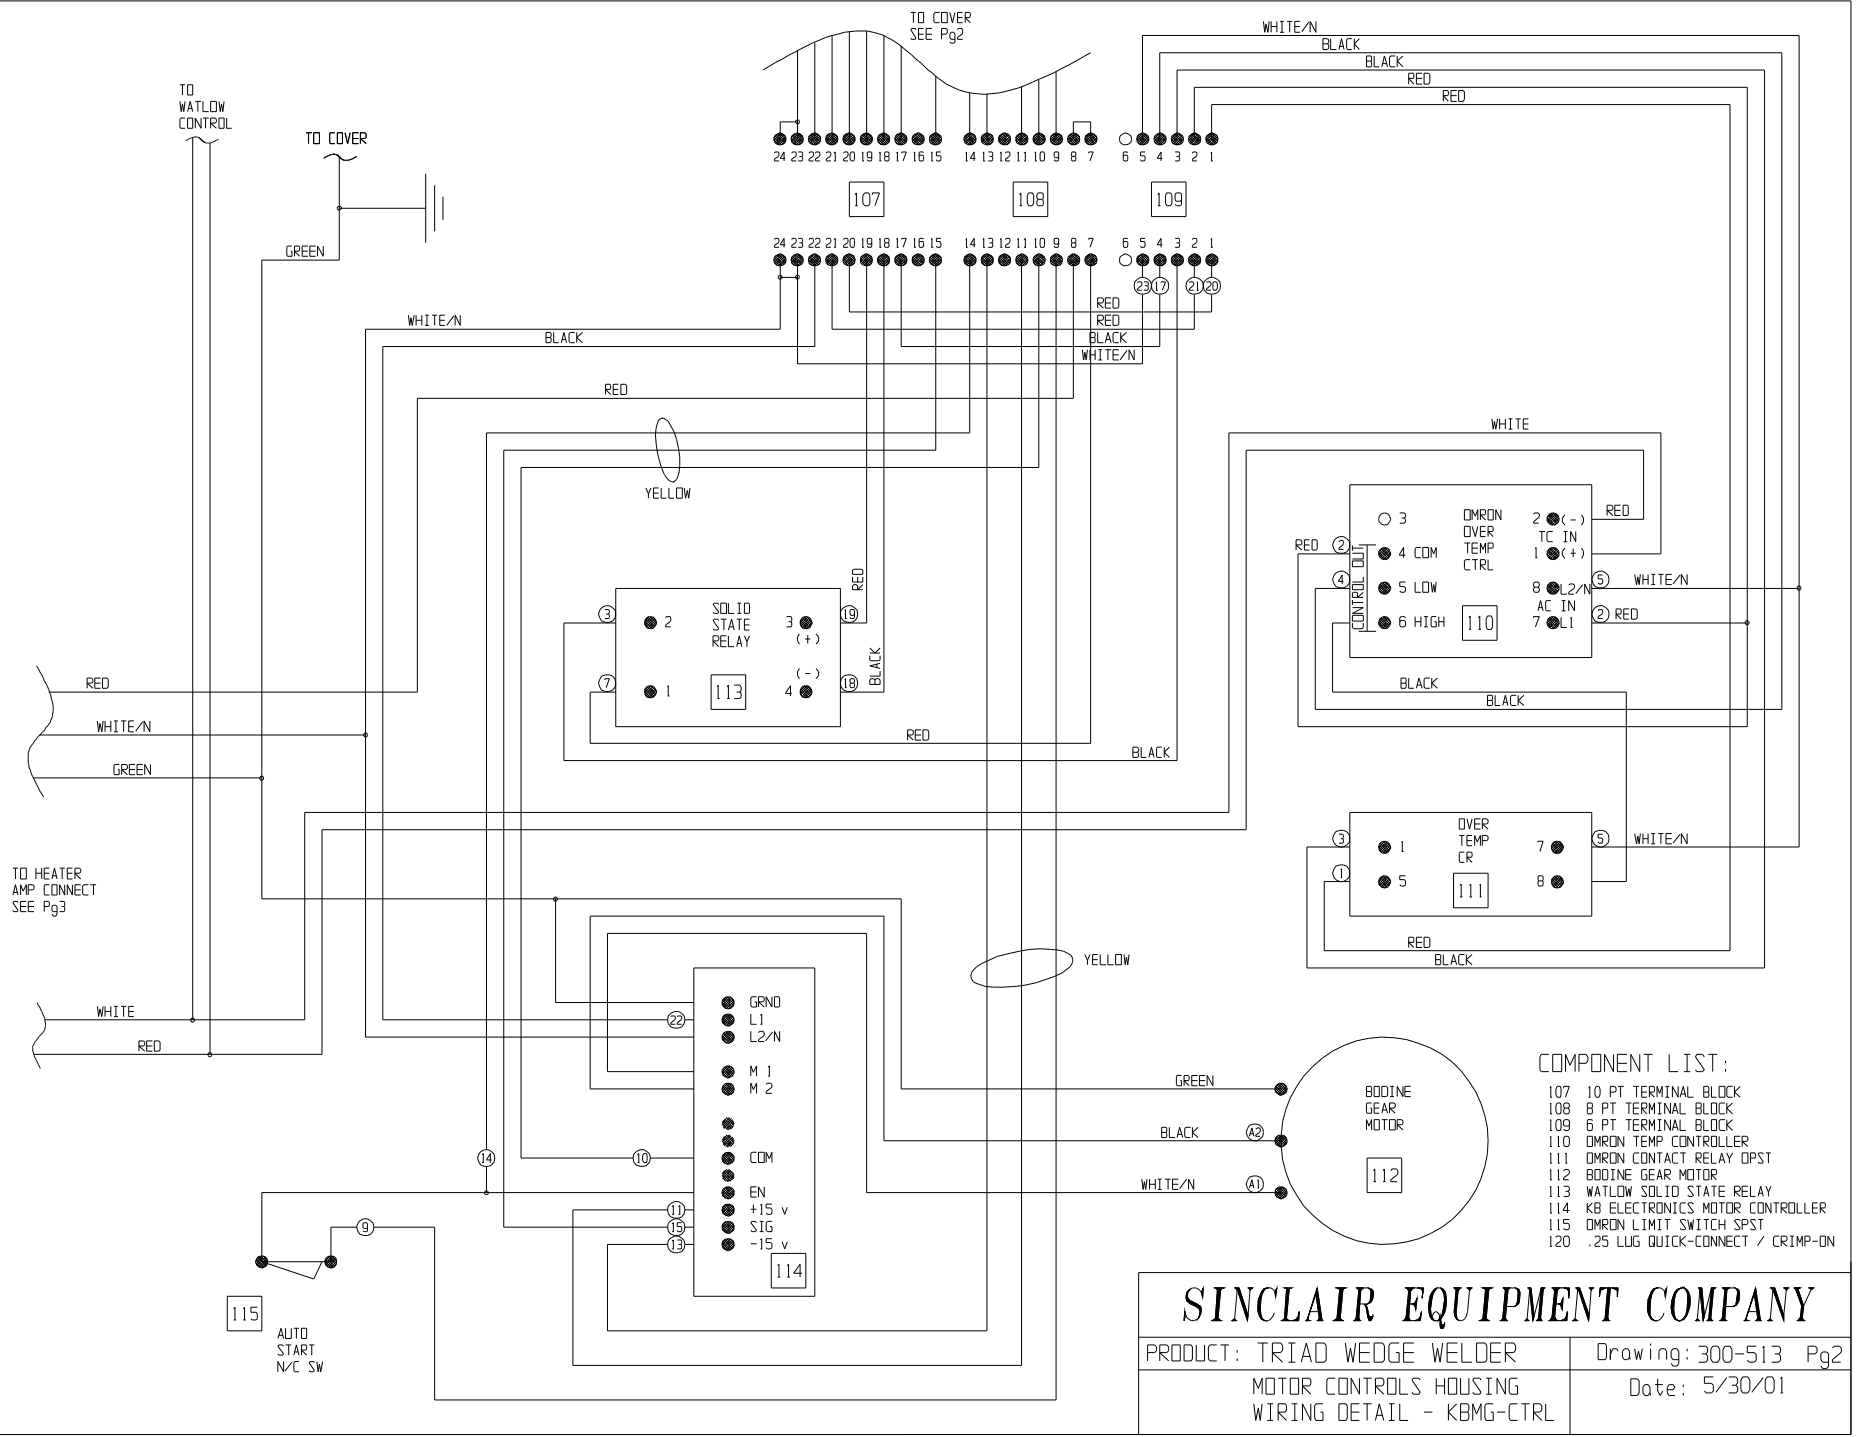 TO COVER
SEE Pg2
WHITE/N
BLACK
BLACK
RED
RED
TO
WATLOW
CONTROL
TO COVER
24 23 22 21 20 19 18 17 16 15 14 13 12 11 10 9 8 7 6 5 4 3 2 1
107 108 109
24 23 22 21 20 19 18 17 16 15 14 13 12 11 10 9 8 7 6 5 4 3 2 1
GREEN
23 17 21 20
RED
WHITE/N
RED
BLACK
BLACK
WHITE/N
RED
WHITE
YELLOW
3
OMRON
OVER
TEMP
CTRL
2 (-)
RED
TC IN
1 (+)
RED
2
4 COM
4
5 LOW
CONTROL OUT
6 HIGH
110
8 L2/N
5
WHITE/N
AC IN
7 L1
2
RED
BLACK
BLACK
RED
BLACK
3
2
SOLID
STATE
RELAY
3
(+)
19
7
1
113
(-)
4
18
RED
BLACK
RED
WHITE/N
GREEN
OVER
TEMP
CR
3
1
7
5
WHITE/N
1
5
111
8
RED
BLACK
TO HEATER
AMP CONNECT
SEE Pg3
YELLOW
WHITE
RED
GRND
22
L1
L2/N
M 1
M 2
14
10
COM
EN
11
+15 v
15
SIG
13
-15 v
114
9
115
AUTO
START
N/C SW
GREEN
BLACK
A2
WHITE/N
A1
BODINE
GEAR
MOTOR
112
COMPONENT LIST:
107 10 PT TERMINAL BLOCK
108 8 PT TERMINAL BLOCK
109 6 PT TERMINAL BLOCK
110 OMRON TEMP CONTROLLER
111 OMRON CONTACT RELAY DPST
112 BODINE GEAR MOTOR
113 WATLOW SOLID STATE RELAY
114 KB ELECTRONICS MOTOR CONTROLLER
115 OMRON LIMIT SWITCH SPST
120 .25 LUG QUICK-CONNECT / CRIMP-ON
SINCLAIR EQUIPMENT COMPANY
PRODUCT: TRIAD WEDGE WELDER
Drawing: 300-513 Pg2
MOTOR CONTROLS HOUSING
WIRING DETAIL - KBMG-CTRL
Date: 5/30/01